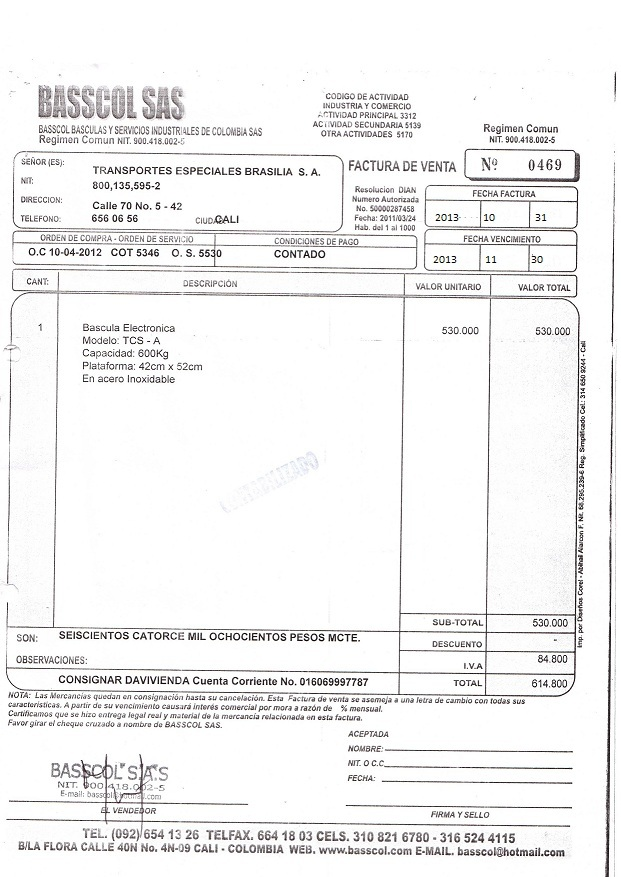 BASSCOL SAS
BASSCOL BASCULAS Y SERVICIOS INDUSTRIALES DE COLOMBIA SAS
Regimen Comun NIT. 900.418.002-5
CODIGO DE ACTIVIDAD
INDUSTRIA Y COMERCIO
ACTIVIDAD PRINCIPAL 3312
ACTIVIDAD SECUNDARIA 5139
OTRA ACTIVIDADES 5170
Regimen Comun
NIT. 900.418.002-5
SEÑOR (ES): TRANSPORTES ESPECIALES BRASILIA S. A.
NIT: 800,135,595-2
DIRECCION: Calle 70 No. 5 - 42
TELEFONO: 656 06 56 CIUDAD CALI
FACTURA DE VENTA Nº 0469
Resolucion DIAN
Numero Autorizada
No. 50000287458
Fecha: 2011/03/24
Hab. del 1 al 1000
FECHA FACTURA
2013 10 31
FECHA VENCIMIENTO
2013 11 30
ORDEN DE COMPRA - ORDEN DE SERVICIO CONDICIONES DE PAGO
O.C 10-04-2012 COT 5346 O. S. 5530 CONTADO
CANT: DESCRIPCIÓN VALOR UNITARIO VALOR TOTAL
1 Bascula Electronica 530.000 530.000
Modelo: TCS - A
Capacidad: 600Kg
Plataforma: 42cm x 52cm
En acero Inoxidable
CONTABILIZADO
Imp. por Diseños Corel - Abihail Alarcon F. Nit. 68.295.239-6 Reg. Simplificado Cel.: 314 650 9244 - Cali
SUB-TOTAL 530.000
SON: SEISCIENTOS CATORCE MIL OCHOCIENTOS PESOS MCTE.
DESCUENTO -
OBSERVACIONES:
I.V.A 84.800
CONSIGNAR DAVIVIENDA Cuenta Corriente No. 016069997787
TOTAL 614.800
NOTA: Las Mercancias quedan en consignación hasta su cancelación. Esta Factura de venta se asemeja a una letra de cambio con todas sus
características. A partir de su vencimiento causará interés comercial por mora a razón de % mensual.
Certificamos que se hizo entrega legal real y material de la mercancía relacionada en esta factura.
Favor girar el cheque cruzado a nombre de BASSCOL SAS.
ACEPTADA
NOMBRE:
NIT. O C.C
FECHA:
BASCOL S.A.S
NIT. 900.418.002-5
E-mail: basscol@hotmail.com
EL VENDEDOR
FIRMA Y SELLO
TEL. (092) 654 13 26 TELFAX. 664 18 03 CELS. 310 821 6780 - 316 524 4115
B/LA FLORA CALLE 40N No. 4N-09 CALI - COLOMBIA WEB. www.basscol.com E-MAIL. basscol@hotmail.com